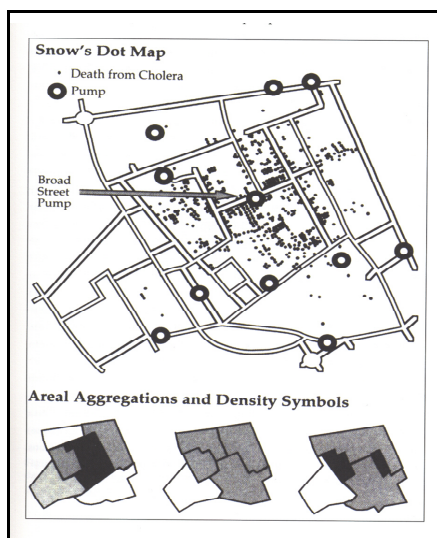 Snow's Dot Map
Death from Cholera
Pump
Broad
Street
Pump
Areal Aggregations and Density Symbols